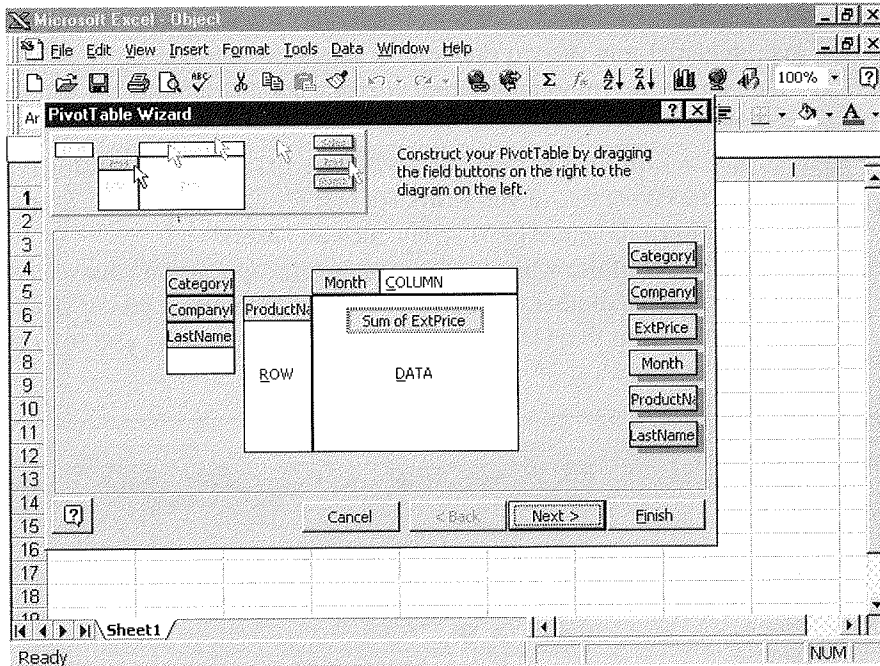 Microsoft Excel - Object
File Edit View Insert Format Tools Data Window Help
100%
Ar
PivotTable Wizard
Construct your PivotTable by dragging
the field buttons on the right to the
diagram on the left.
I
1
2
3
4
5
6
7
8
9
10
11
12
13
14
15
16
17
18
19
CategoryI
CompanyI
LastName
Month COLUMN
ProductNa
Sum of ExtPrice
ROW
DATA
CategoryI
CompanyI
ExtPrice
Month
ProductNa
LastName
Cancel < Back Next > Finish
Sheet1
Ready NUM